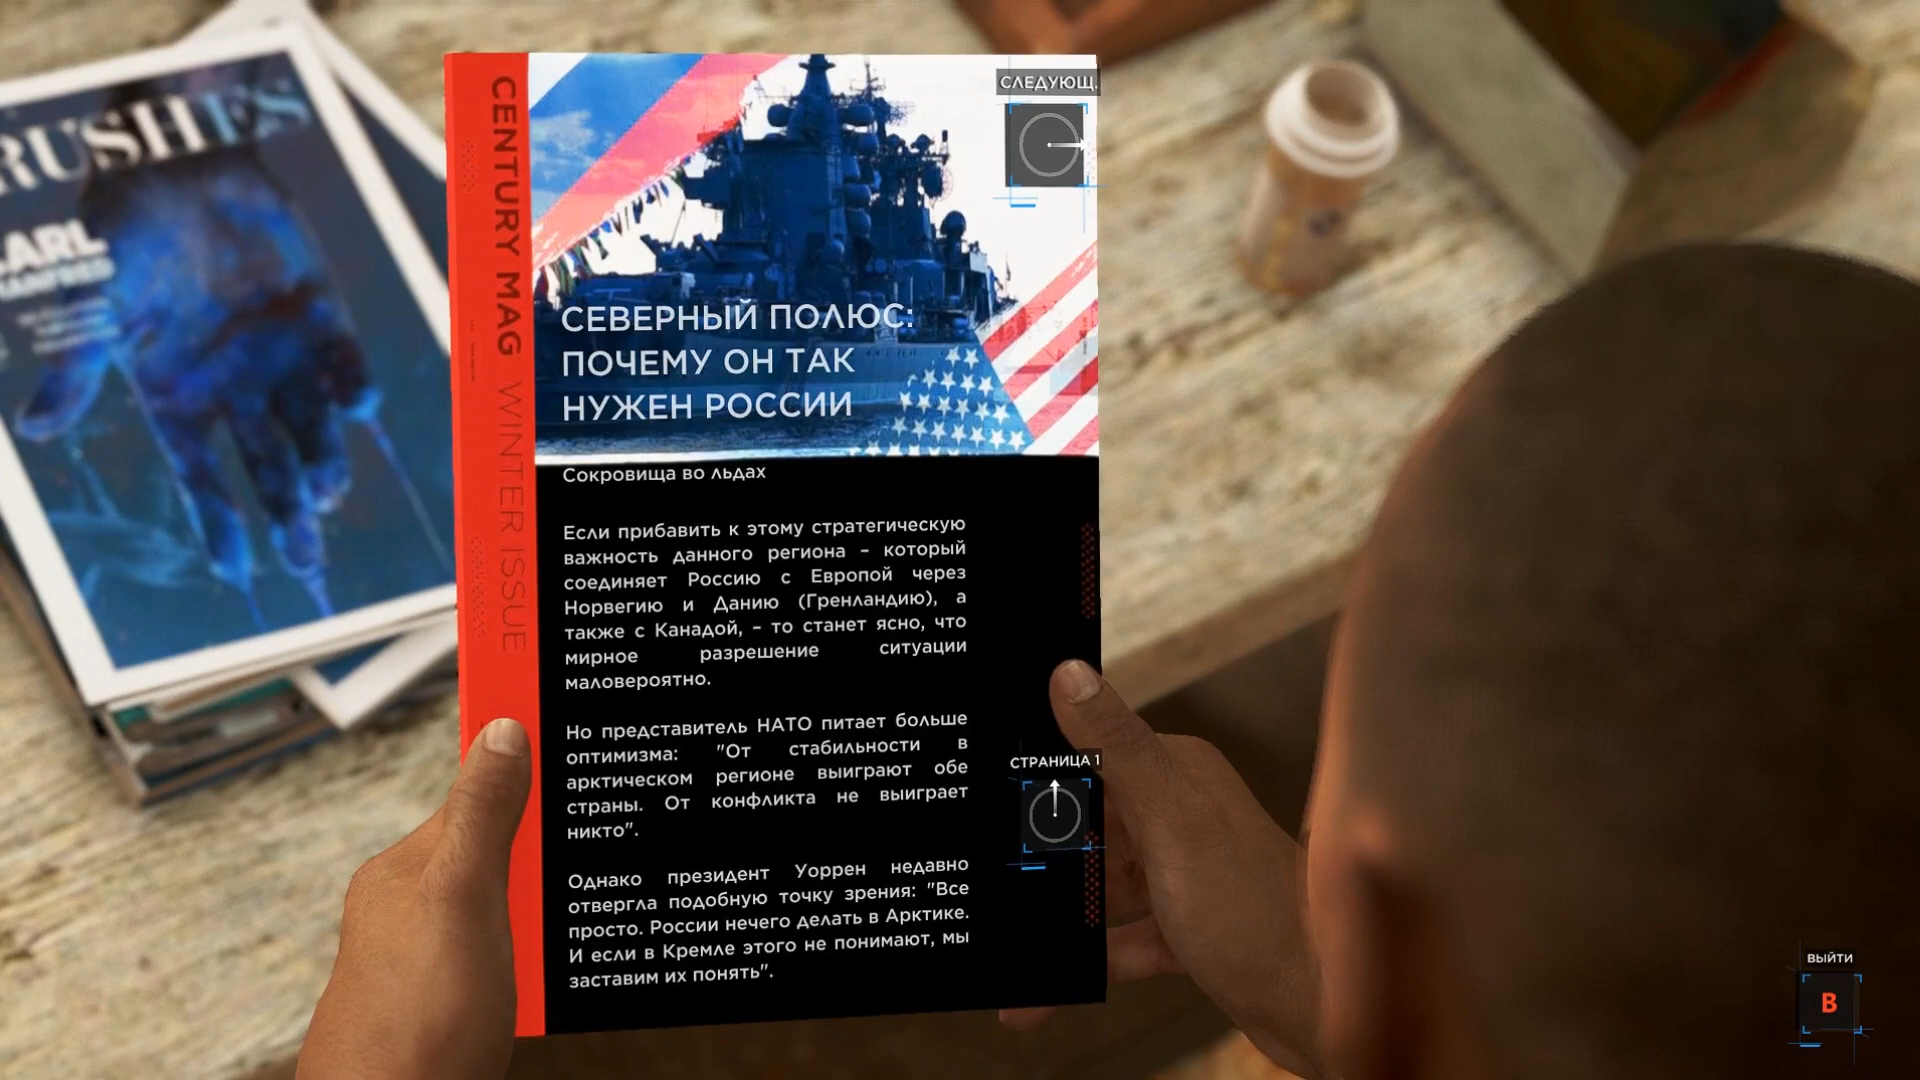 RUSHES
CARL
MANFRED
CENTURY MAG WINTER ISSUE
СЛЕДУЮЩ.
СЕВЕРНЫЙ ПОЛЮС:
ПОЧЕМУ ОН ТАК
НУЖЕН РОССИИ
Сокровища во льдах
Если прибавить к этому стратегическую
важность данного региона – который
соединяет Россию с Европой через
Норвегию и Данию (Гренландию), а
также с Канадой, – то станет ясно, что
мирное разрешение ситуации
маловероятно.
Но представитель НАТО питает больше
оптимизма: "От стабильности в
арктическом регионе выиграют обе
страны. От конфликта не выиграет
никто".
Однако президент Уоррен недавно
отвергла подобную точку зрения: "Все
просто. России нечего делать в Арктике.
И если в Кремле этого не понимают, мы
заставим их понять".
СТРАНИЦА 1
ВЫЙТИ
B